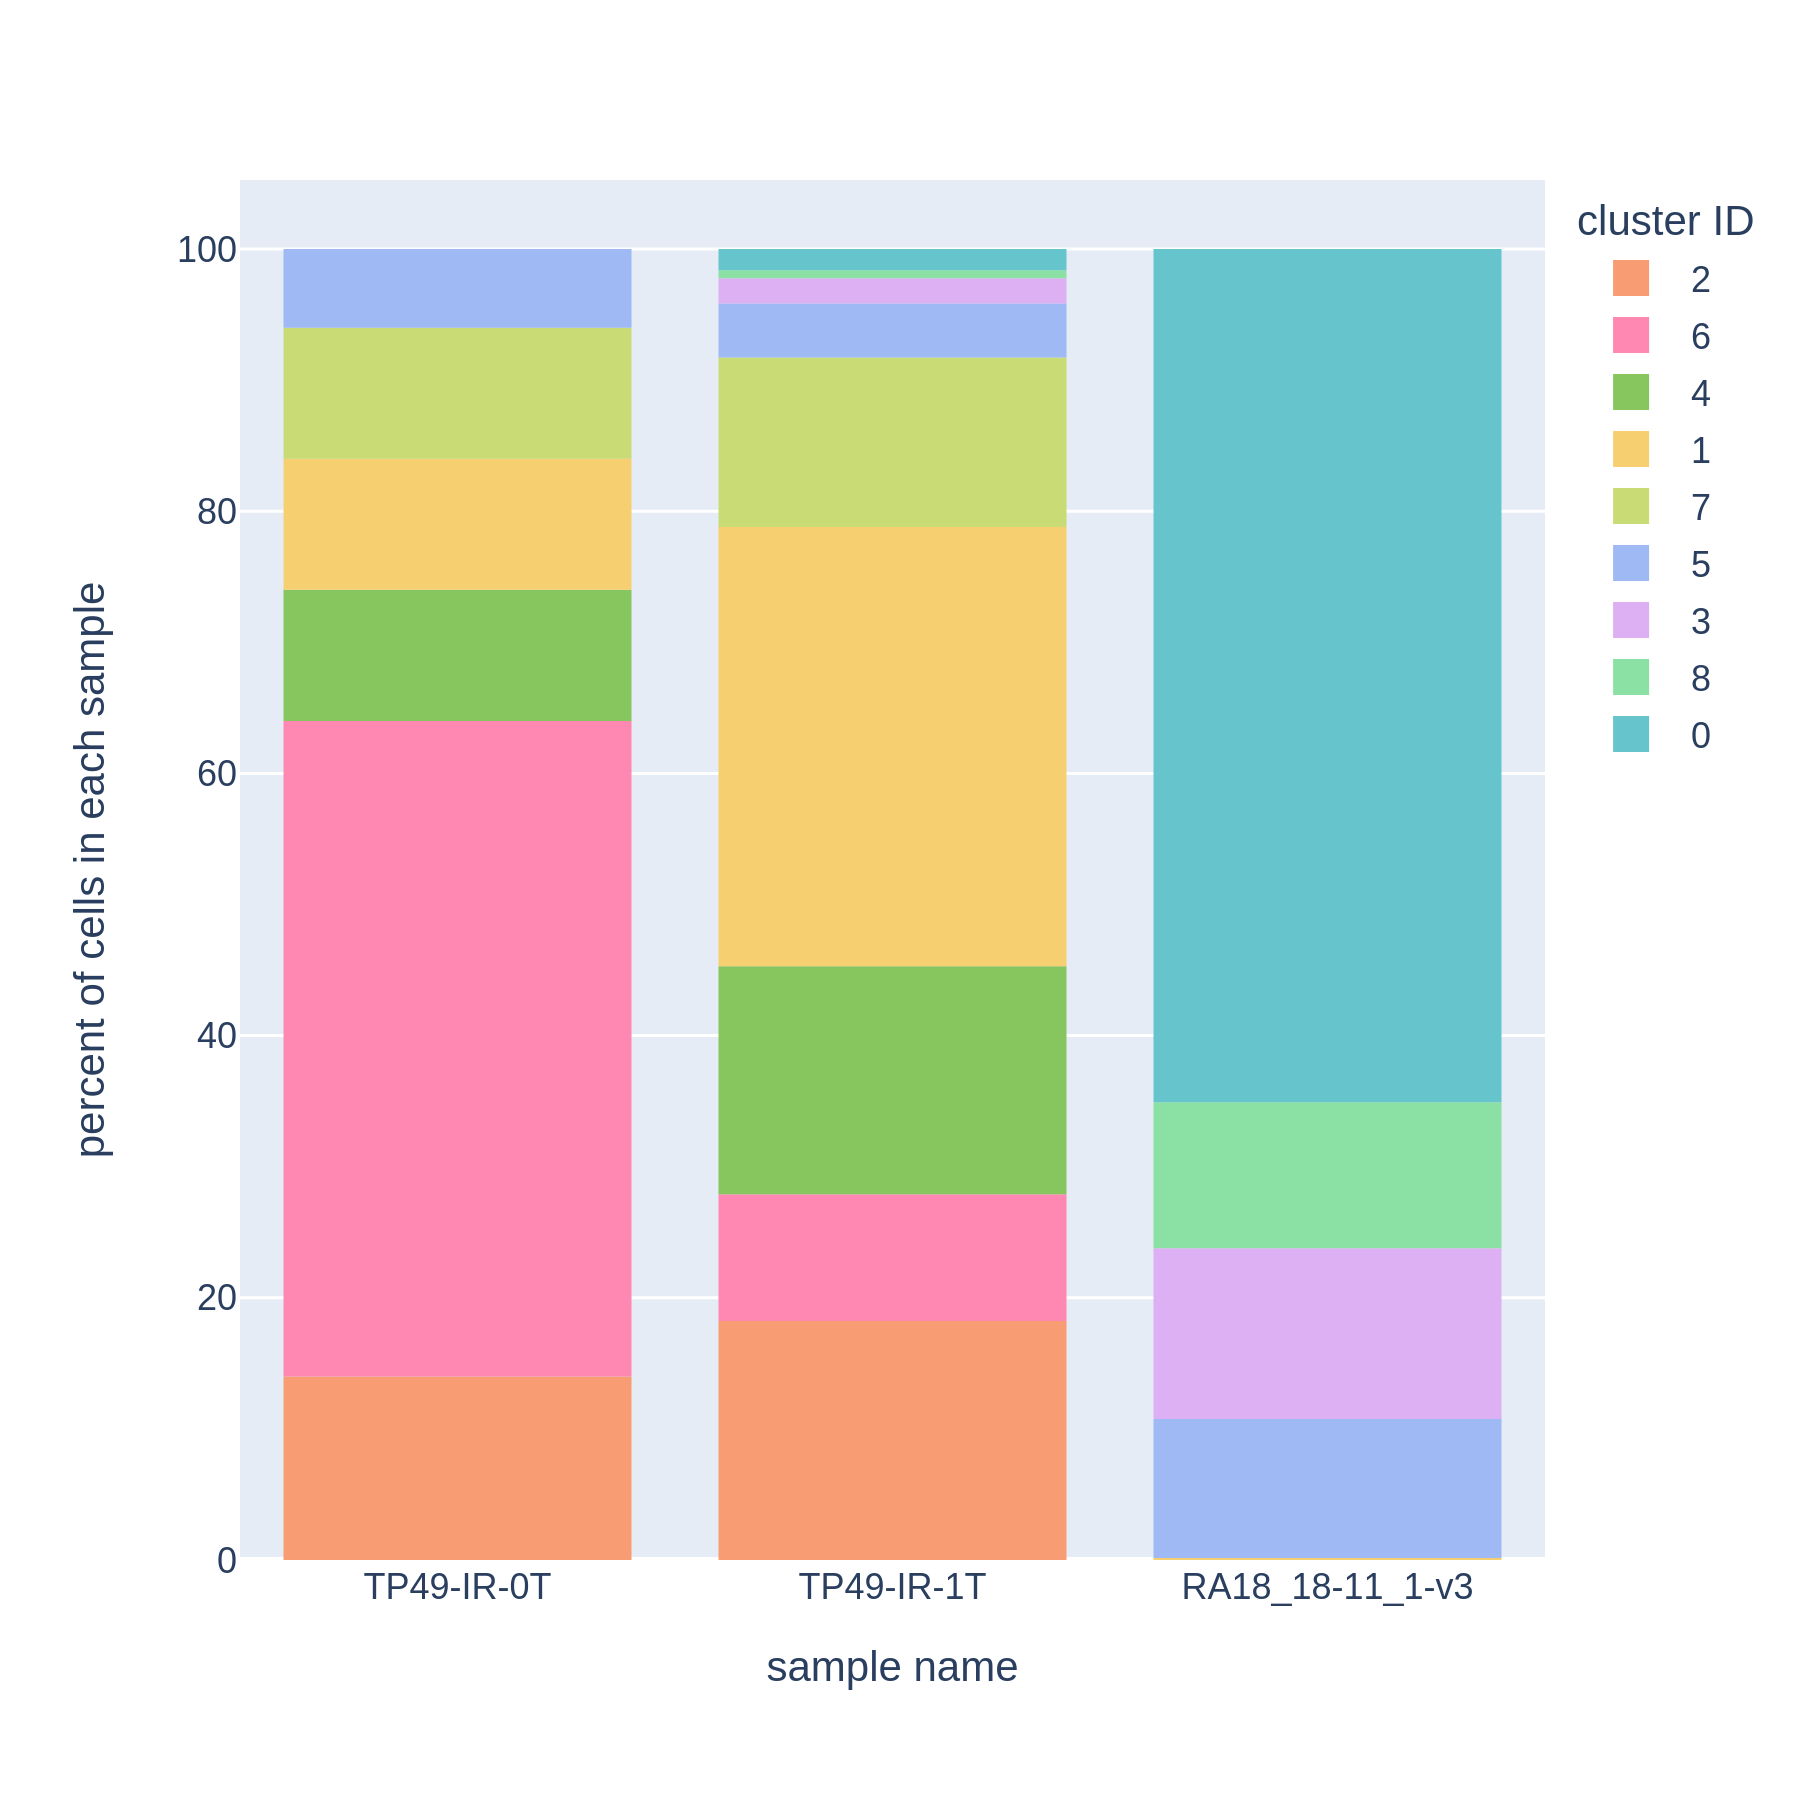 cluster ID
2
6
4
1
7
5
3
8
0
100
80
60
40
20
0
percent of cells in each sample
TP49-IR-0T
TP49-IR-1T
RA18_18-11_1-v3
sample name